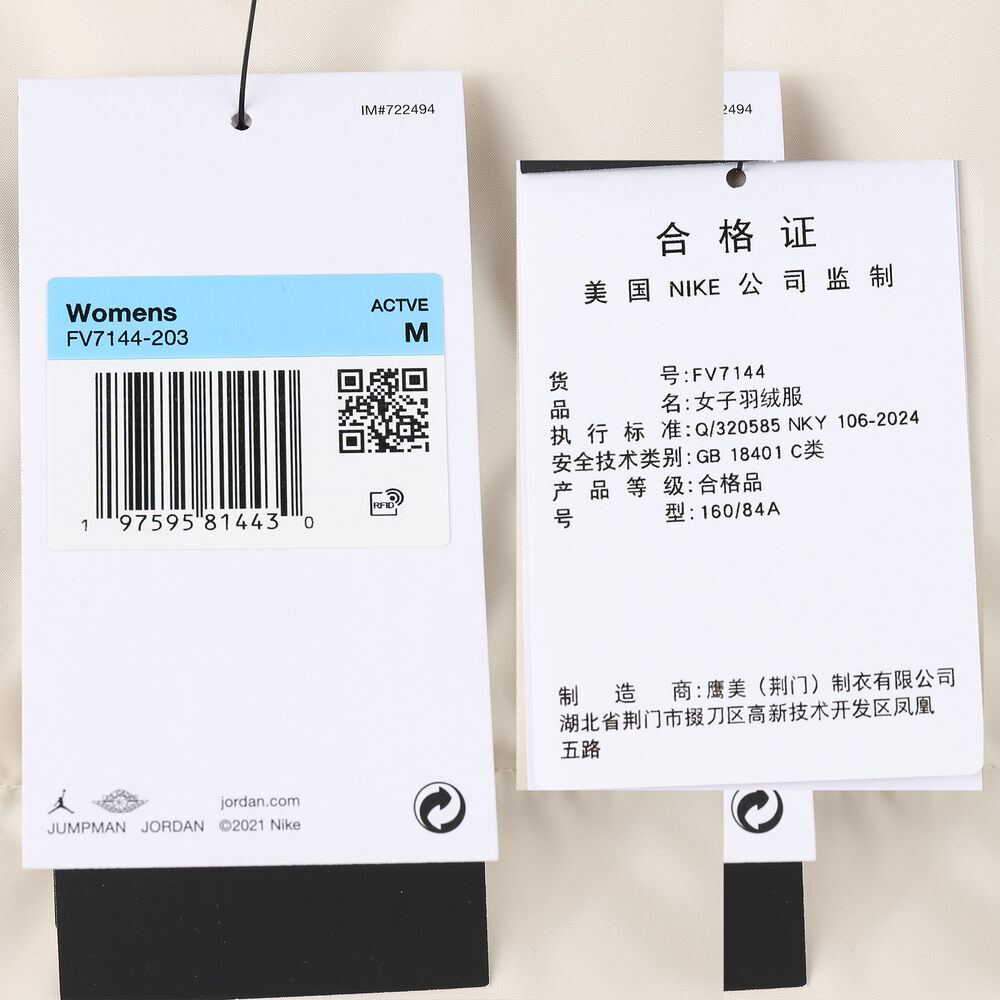 IM#722494
Womens
ACTVE
FV7144-203
M
RFID
1 97595 81443 0
JUMPMAN
JORDAN
jordan.com
©2021 Nike
2494
合格证
美国 NIKE 公司监制
货号:FV7144
品名:女子羽绒服
执行标准:Q/320585 NKY 106-2024
安全技术类别:GB 18401 C类
产品等级:合格品
号型:160/84A
制造商:鹰美（荆门）制衣有限公司
湖北省荆门市掇刀区高新技术开发区凤凰
五路